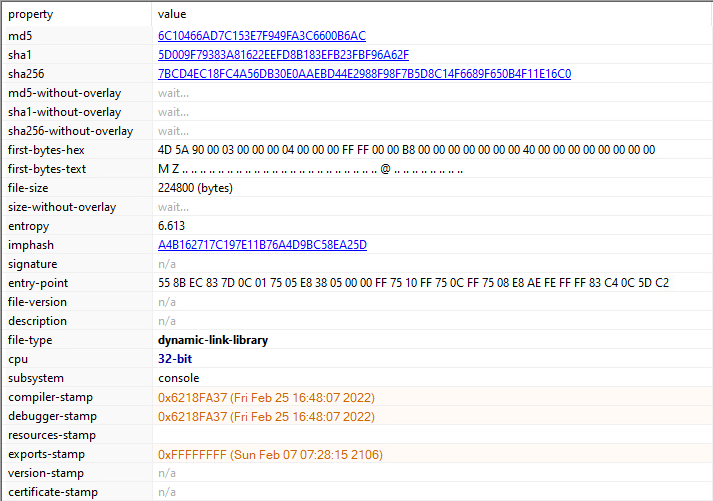 property value
md5 6C10466AD7C153E7F949FA3C6600B6AC
sha1 5D009F79383A81622EEFD8B183EFB23FBF96A62F
sha256 7BCD4EC18FC4A56DB30E0AAEBD44E2988F98F7B5D8C14F6689F650B4F11E16C0
md5-without-overlay wait...
sha1-without-overlay wait...
sha256-without-overlay wait...
first-bytes-hex 4D 5A 90 00 03 00 00 00 04 00 00 00 FF FF 00 00 B8 00 00 00 00 00 00 00 40 00 00 00 00 00 00 00
first-bytes-text M Z .. .. .. .. .. .. .. .. .. .. .. .. .. .. .. .. .. .. .. .. .. .. @ .. .. .. .. .. .. ..
file-size 224800 (bytes)
size-without-overlay wait...
entropy 6.613
imphash A4B162717C197E11B76A4D9BC58EA25D
signature n/a
entry-point 55 8B EC 83 7D 0C 01 75 05 E8 38 05 00 00 FF 75 10 FF 75 0C FF 75 08 E8 AE FE FF FF 83 C4 0C 5D C2
file-version n/a
description n/a
file-type dynamic-link-library
cpu 32-bit
subsystem console
compiler-stamp 0x6218FA37 (Fri Feb 25 16:48:07 2022)
debugger-stamp 0x6218FA37 (Fri Feb 25 16:48:07 2022)
resources-stamp
exports-stamp 0xFFFFFFFF (Sun Feb 07 07:28:15 2106)
version-stamp n/a
certificate-stamp n/a